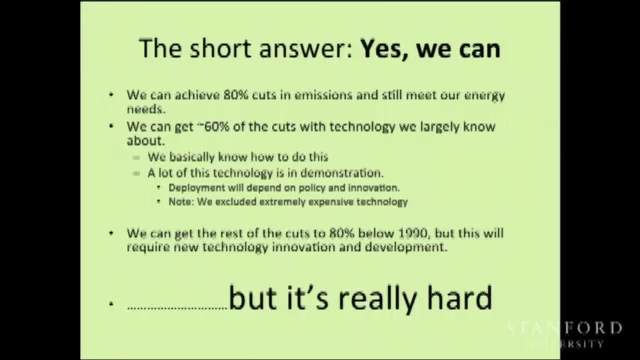 The short answer: Yes, we can
• We can achieve 80% cuts in emissions and still meet our energy
needs.
• We can get ~60% of the cuts with technology we largely know
about.
– We basically know how to do this
– A lot of this technology is in demonstration.
• Deployment will depend on policy and innovation.
• Note: We excluded extremely expensive technology
• We can get the rest of the cuts to 80% below 1990, but this will
require new technology innovation and development.
• ..............................but it's really hard
STANFORD
UNIVERSITY